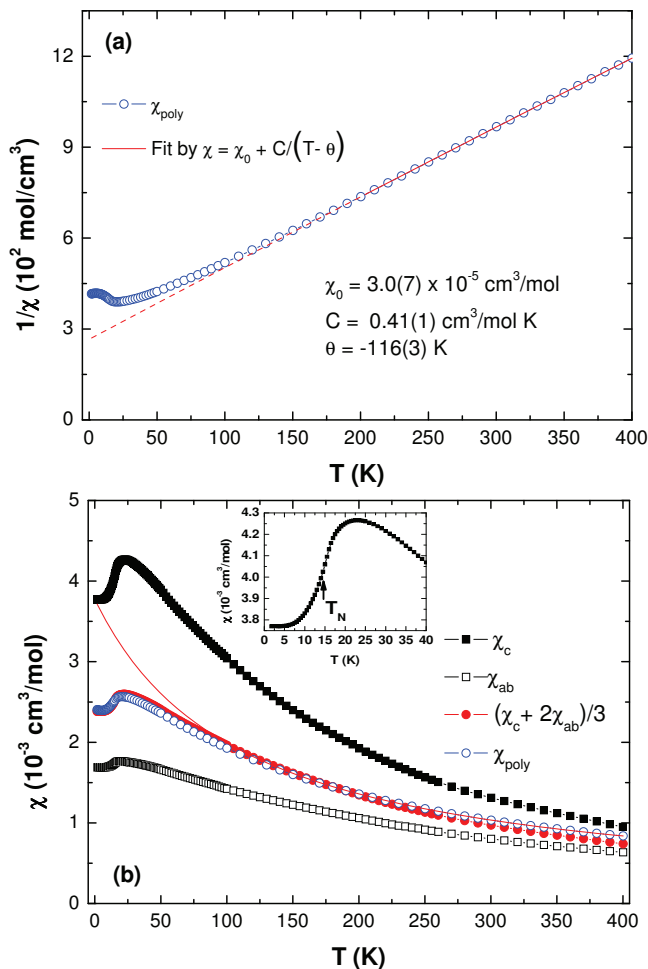 (a)
12
9
6
3
0
1/χ (10² mol/cm³)
χpoly
Fit by χ = χ₀ + C/(T- θ)
χ₀ = 3.0(7) x 10⁻⁵ cm³/mol
C = 0.41(1) cm³/mol K
θ = -116(3) K
0 50 100 150 200 250 300 350 400
T (K)
5
4
3
2
1
0
χ (10⁻³ cm³/mol)
4.3
4.2
4.1
4.0
3.9
3.8
χ (10⁻³ cm³/mol)
T_N
0 5 10 15 20 25 30 35 40
T (K)
χc
χab
(χc+ 2χab)/3
χpoly
(b)
0 50 100 150 200 250 300 350 400
T (K)